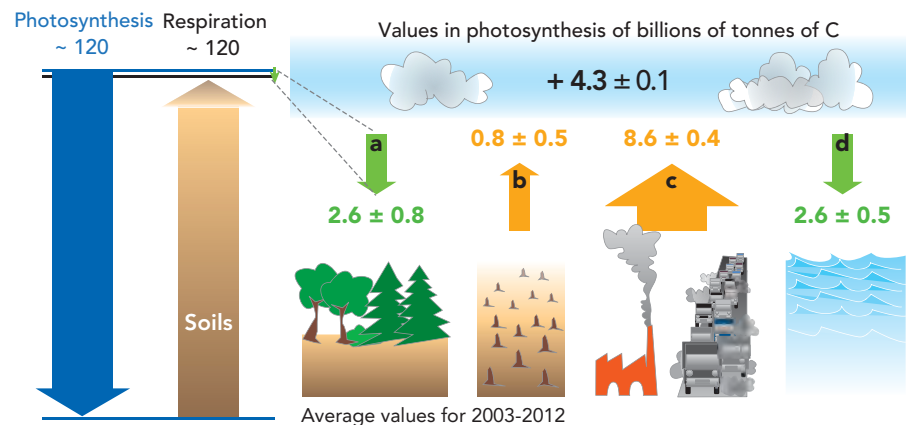 Photosynthesis
~ 120
Respiration
~ 120
Values in photosynthesis of billions of tonnes of C
+ 4.3 ± 0.1
a
0.8 ± 0.5
8.6 ± 0.4
d
b
c
2.6 ± 0.8
2.6 ± 0.5
Soils
Average values for 2003-2012